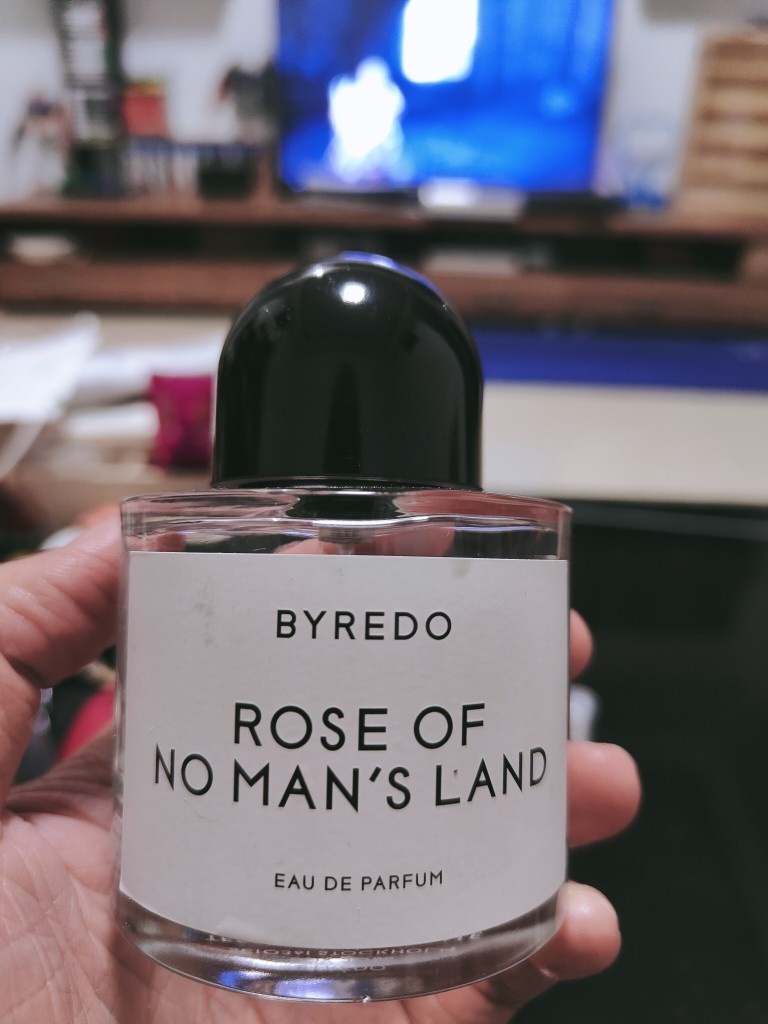 BYREDO
ROSE OF
NO MAN'S LAND
EAU DE PARFUM